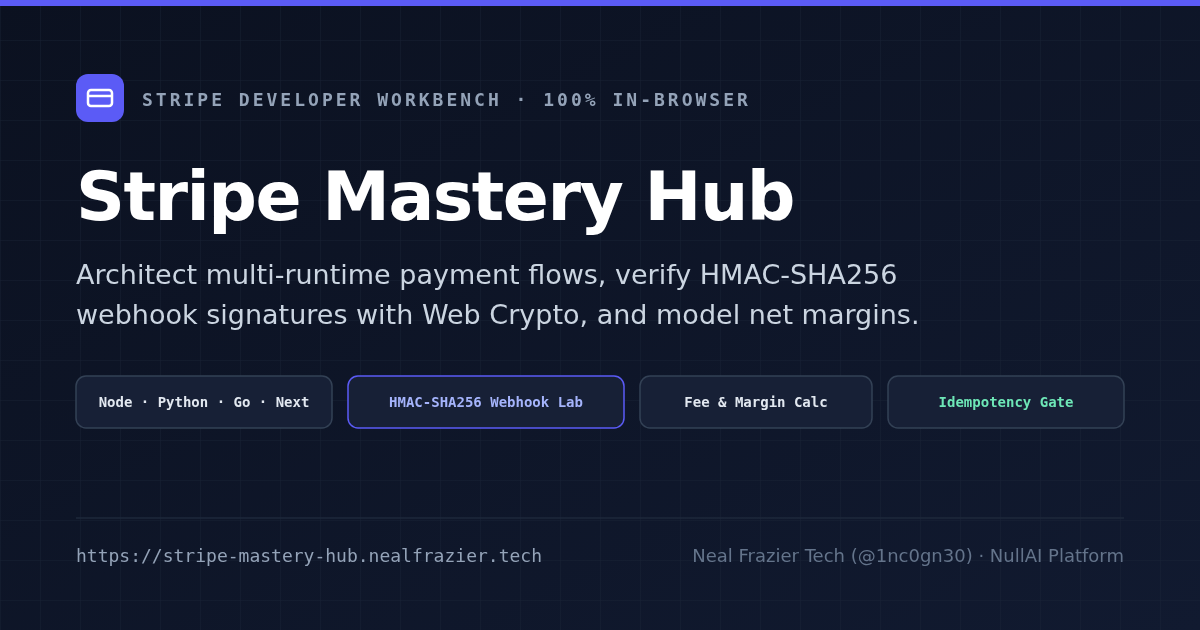 STRIPE DEVELOPER WORKBENCH · 100% IN-BROWSER
Stripe Mastery Hub
Architect multi-runtime payment flows, verify HMAC-SHA256
webhook signatures with Web Crypto, and model net margins.
Node · Python · Go · Next
HMAC-SHA256 Webhook Lab
Fee & Margin Calc
Idempotency Gate
https://stripe-mastery-hub.nealfrazier.tech
Neal Frazier Tech (@1nc0gn30) · NullAI Platform